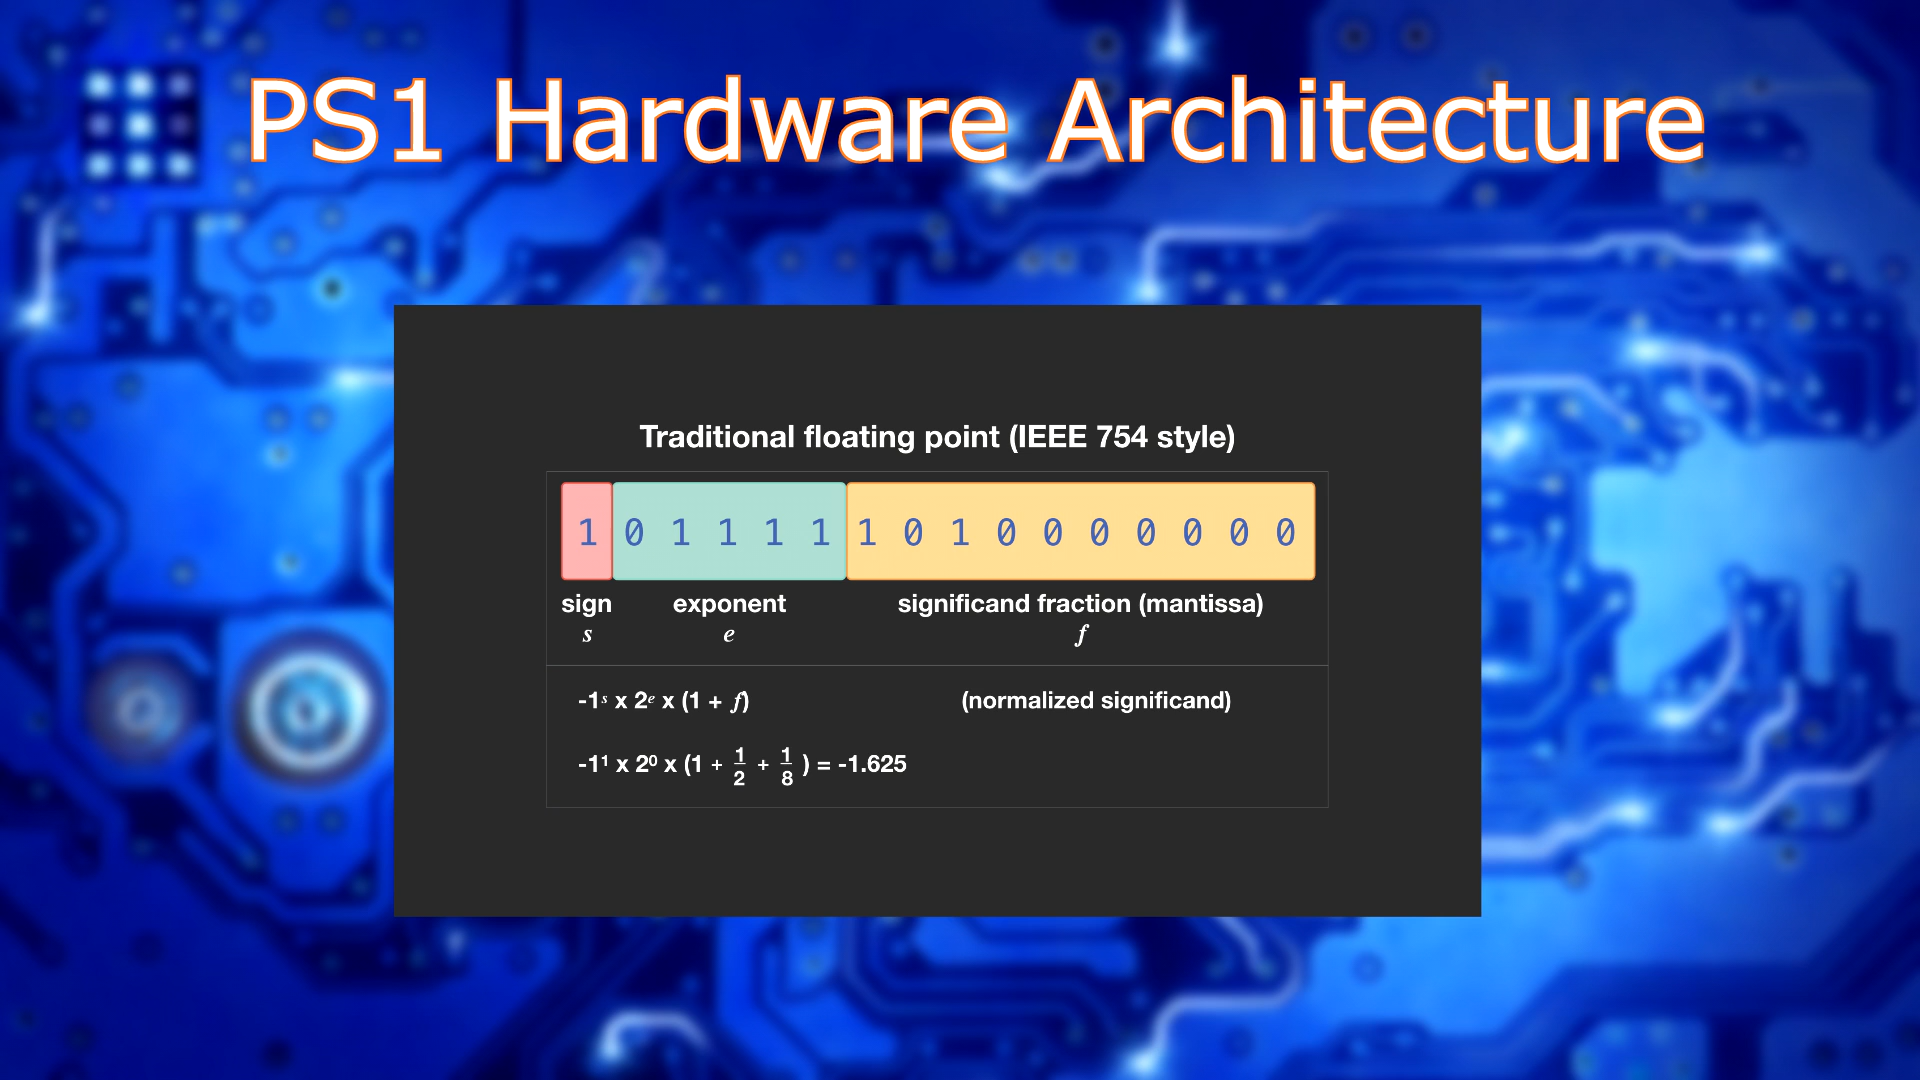 PS1 Hardware Architecture
Traditional floating point (IEEE 754 style)
1 0 1 1 1 1 1 0 1 0 0 0 0 0 0 0
sign exponent significand fraction (mantissa)
s e f
-1ˢ x 2ᵉ x (1 + f) (normalized significand)
-1¹ x 2⁰ x (1 + 1/2 + 1/8 ) = -1.625